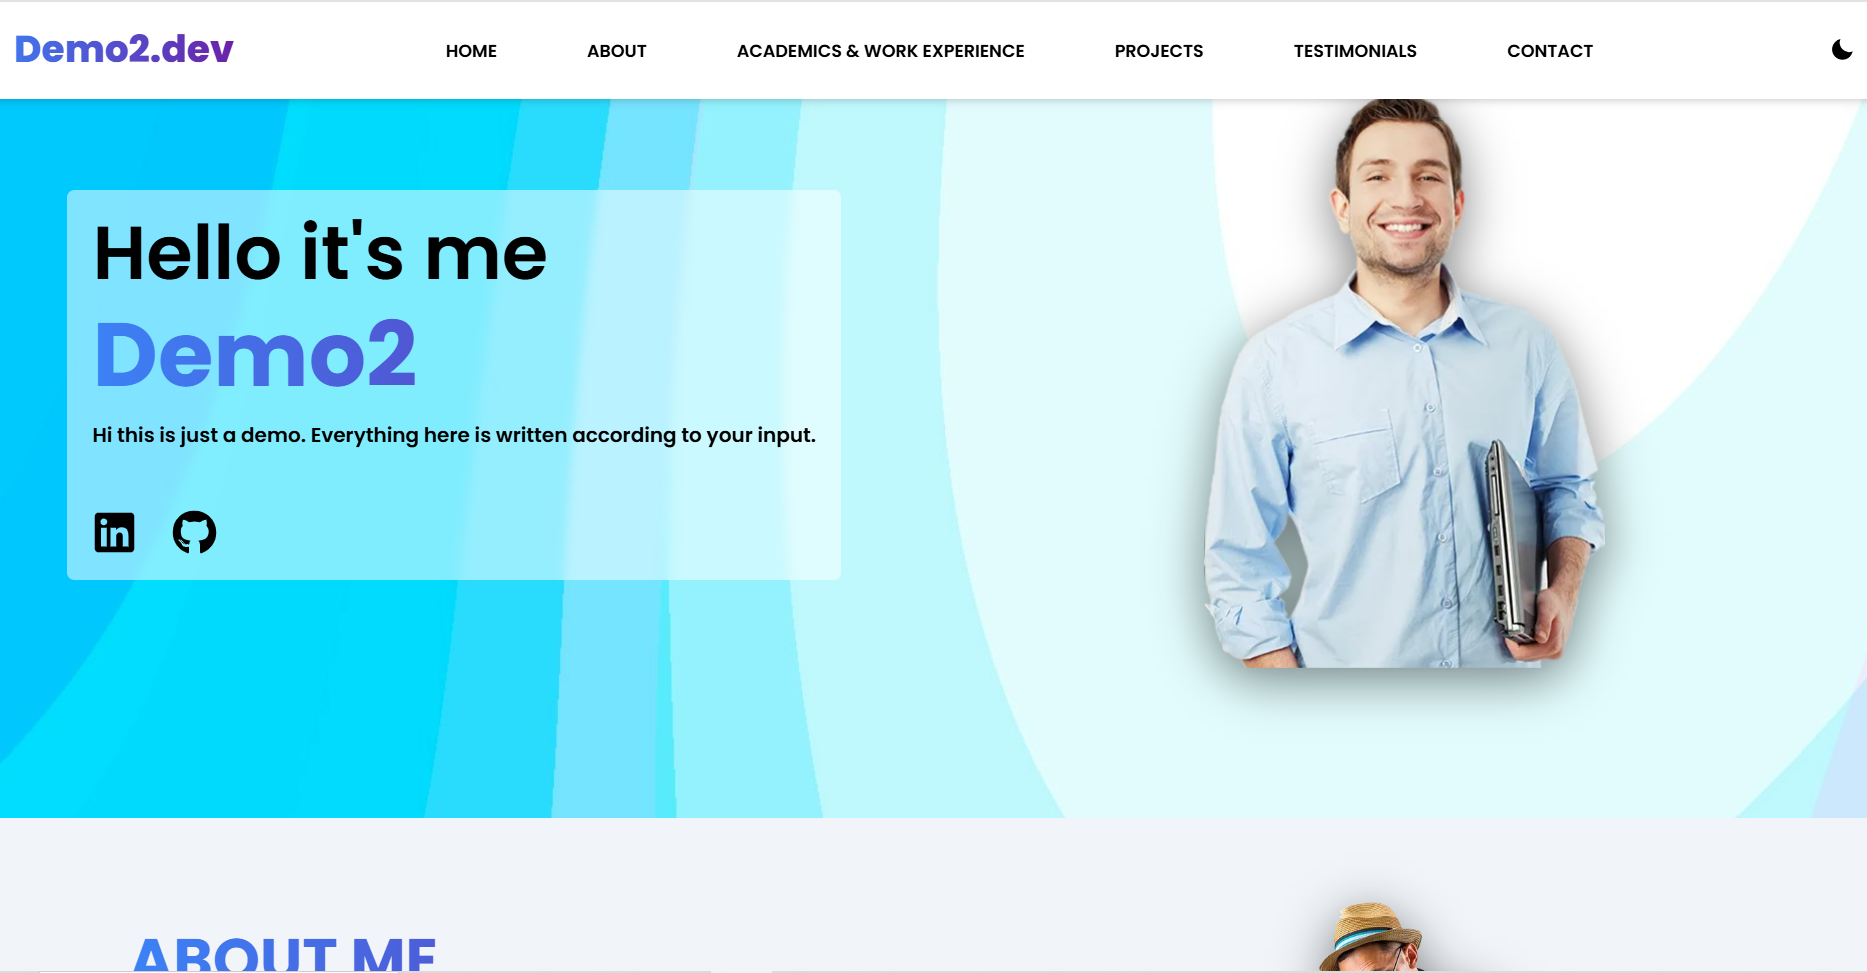 Demo2.dev
HOME ABOUT ACADEMICS & WORK EXPERIENCE PROJECTS TESTIMONIALS CONTACT
Hello it's me
Demo2
Hi this is just a demo. Everything here is written according to your input.
in
ABOUT ME